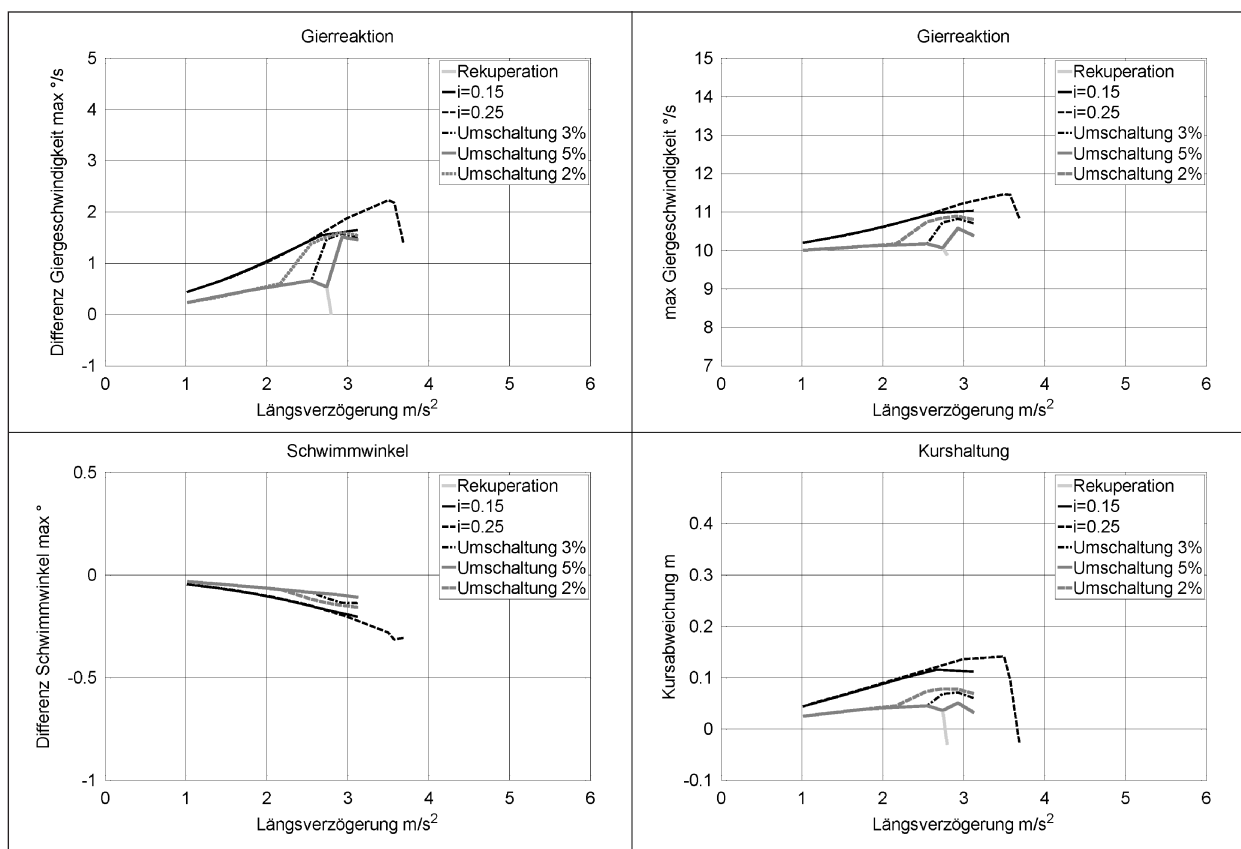 Gierreaktion
Differenz Giergeschwindigkeit max °/s
5
4
3
2
1
0
-1
Rekuperation
i=0.15
i=0.25
Umschaltung 3%
Umschaltung 5%
Umschaltung 2%
0 1 2 3 4 5 6
Längsverzögerung m/s²
Gierreaktion
max Giergeschwindigkeit °/s
15
14
13
12
11
10
9
8
7
Rekuperation
i=0.15
i=0.25
Umschaltung 3%
Umschaltung 5%
Umschaltung 2%
0 1 2 3 4 5 6
Längsverzögerung m/s²
Schwimmwinkel
Differenz Schwimmwinkel max °
0.5
0
-0.5
-1
Rekuperation
i=0.15
i=0.25
Umschaltung 3%
Umschaltung 5%
Umschaltung 2%
0 1 2 3 4 5 6
Längsverzögerung m/s²
Kurshaltung
Kursabweichung m
0.4
0.3
0.2
0.1
0
-0.1
Rekuperation
i=0.15
i=0.25
Umschaltung 3%
Umschaltung 5%
Umschaltung 2%
0 1 2 3 4 5 6
Längsverzögerung m/s²